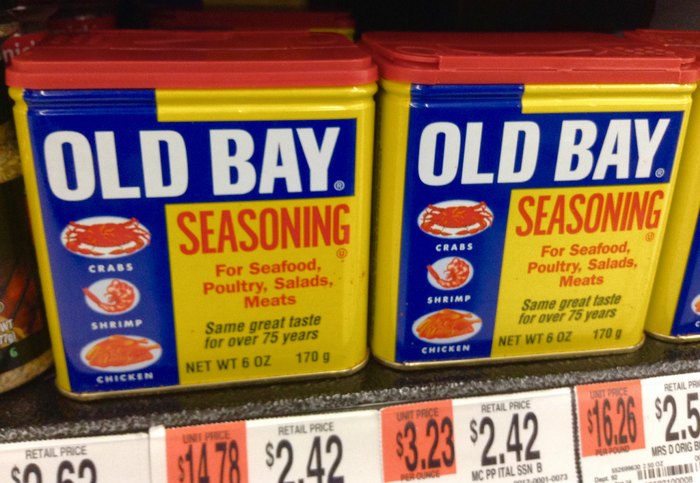 OLD BAY®
SEASONING
U
For Seafood,
Poultry, Salads,
Meats
Same great taste
for over 75 years
NET WT 6 OZ 170 g
CRABS
SHRIMP
CHICKEN
OLD BAY®
SEASONING
U
For Seafood,
Poultry, Salads,
Meats
Same great taste
for over 75 years
NET WT 6 OZ 170 g
CRABS
SHRIMP
CHICKEN
RETAIL PRICE
UNIT PRICE
$14.78
RETAIL PRICE
$2.42
UNIT PRICE
$3.23
PER OUNCE
RETAIL PRICE
$2.42
MC PP ITAL SSN B
UNIT PRICE
$16.26
PER POUND
RETAIL PRI
$2.5
MRS D ORIG B